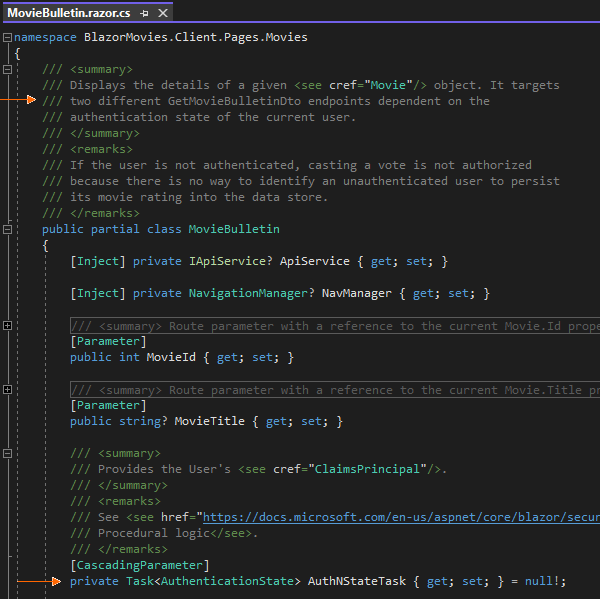 MovieBulletin.razor.cs
namespace BlazorMovies.Client.Pages.Movies
{
/// <summary>
/// Displays the details of a given <see cref="Movie"/> object. It targets
/// two different GetMovieBulletinDto endpoints dependent on the
/// authentication state of the current user.
/// </summary>
/// <remarks>
/// If the user is not authenticated, casting a vote is not authorized
/// because there is no way to identify an unauthenticated user to persist
/// its movie rating into the data store.
/// </remarks>
public partial class MovieBulletin
{
[Inject] private IApiService? ApiService { get; set; }
[Inject] private NavigationManager? NavManager { get; set; }
/// <summary> Route parameter with a reference to the current Movie.Id prope
[Parameter]
public int MovieId { get; set; }
/// <summary> Route parameter with a reference to the current Movie.Title pr
[Parameter]
public string? MovieTitle { get; set; }
/// <summary>
/// Provides the User's <see cref="ClaimsPrincipal"/>.
/// </summary>
/// <remarks>
/// See <see href="https://docs.microsoft.com/en-us/aspnet/core/blazor/secur
/// Procedural logic</see>.
/// </remarks>
[CascadingParameter]
private Task<AuthenticationState> AuthNStateTask { get; set; } = null!;